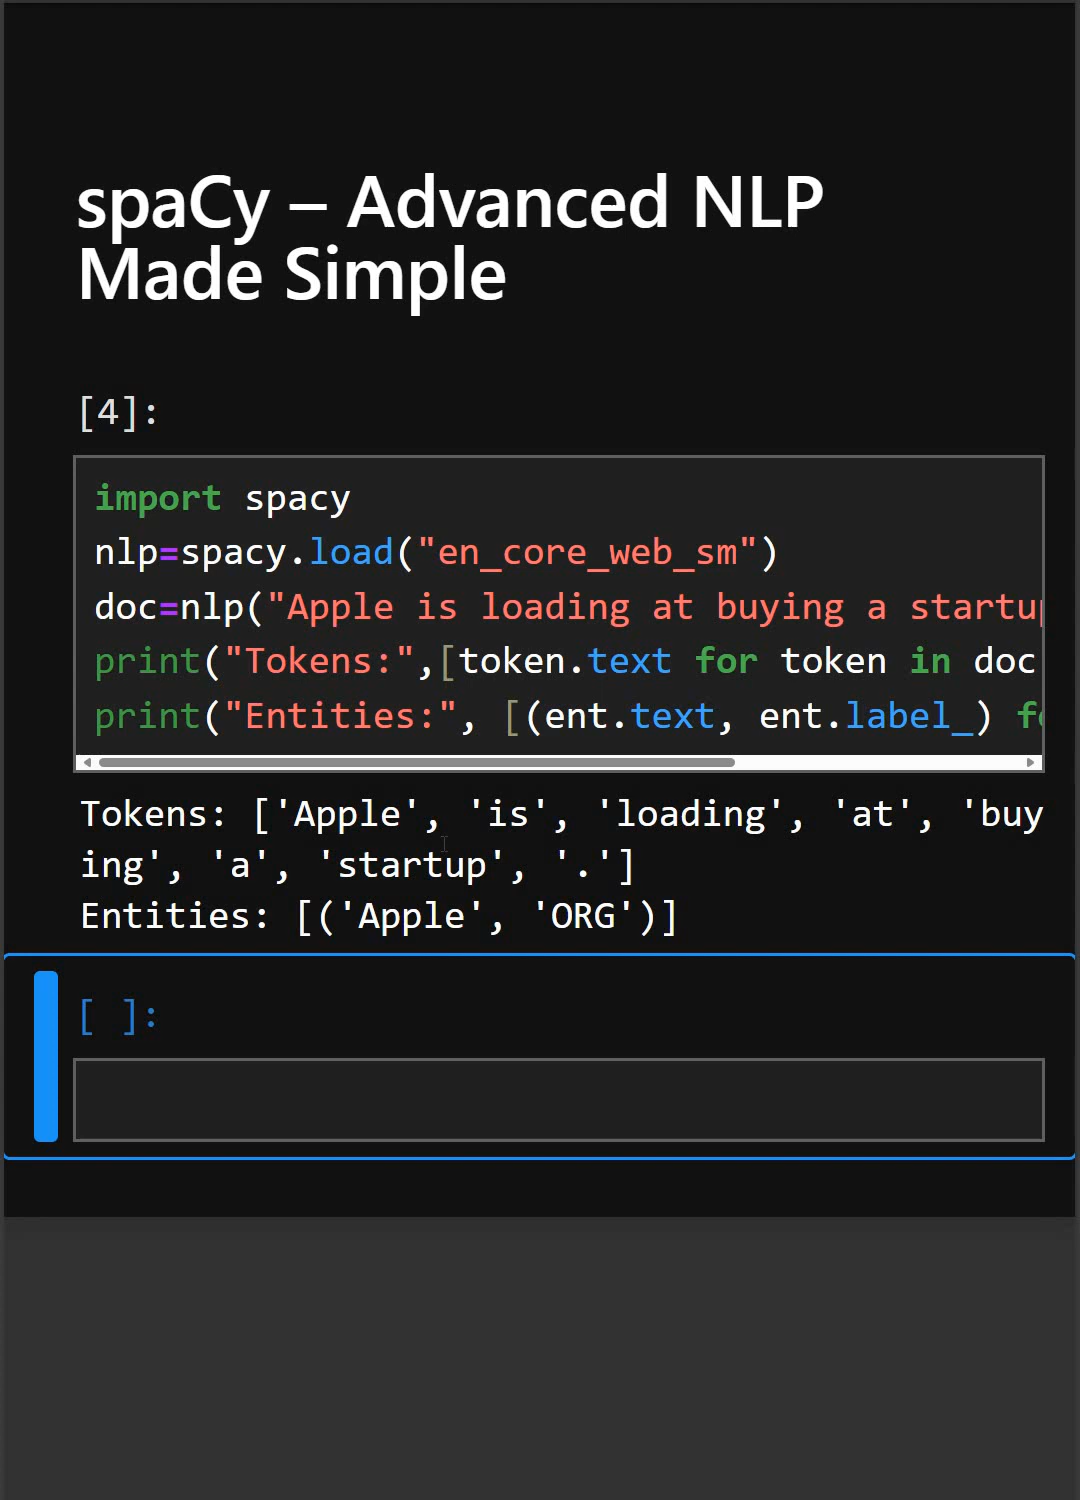 spaCy – Advanced NLP
Made Simple
[4]:
import spacy
nlp=spacy.load("en_core_web_sm")
doc=nlp("Apple is loading at buying a startup
print("Tokens:",[token.text for token in doc
print("Entities:", [(ent.text, ent.label_) fo
Tokens: ['Apple', 'is', 'loading', 'at', 'buy
ing', 'a', 'startup', '.']
Entities: [('Apple', 'ORG')]
[ ]: